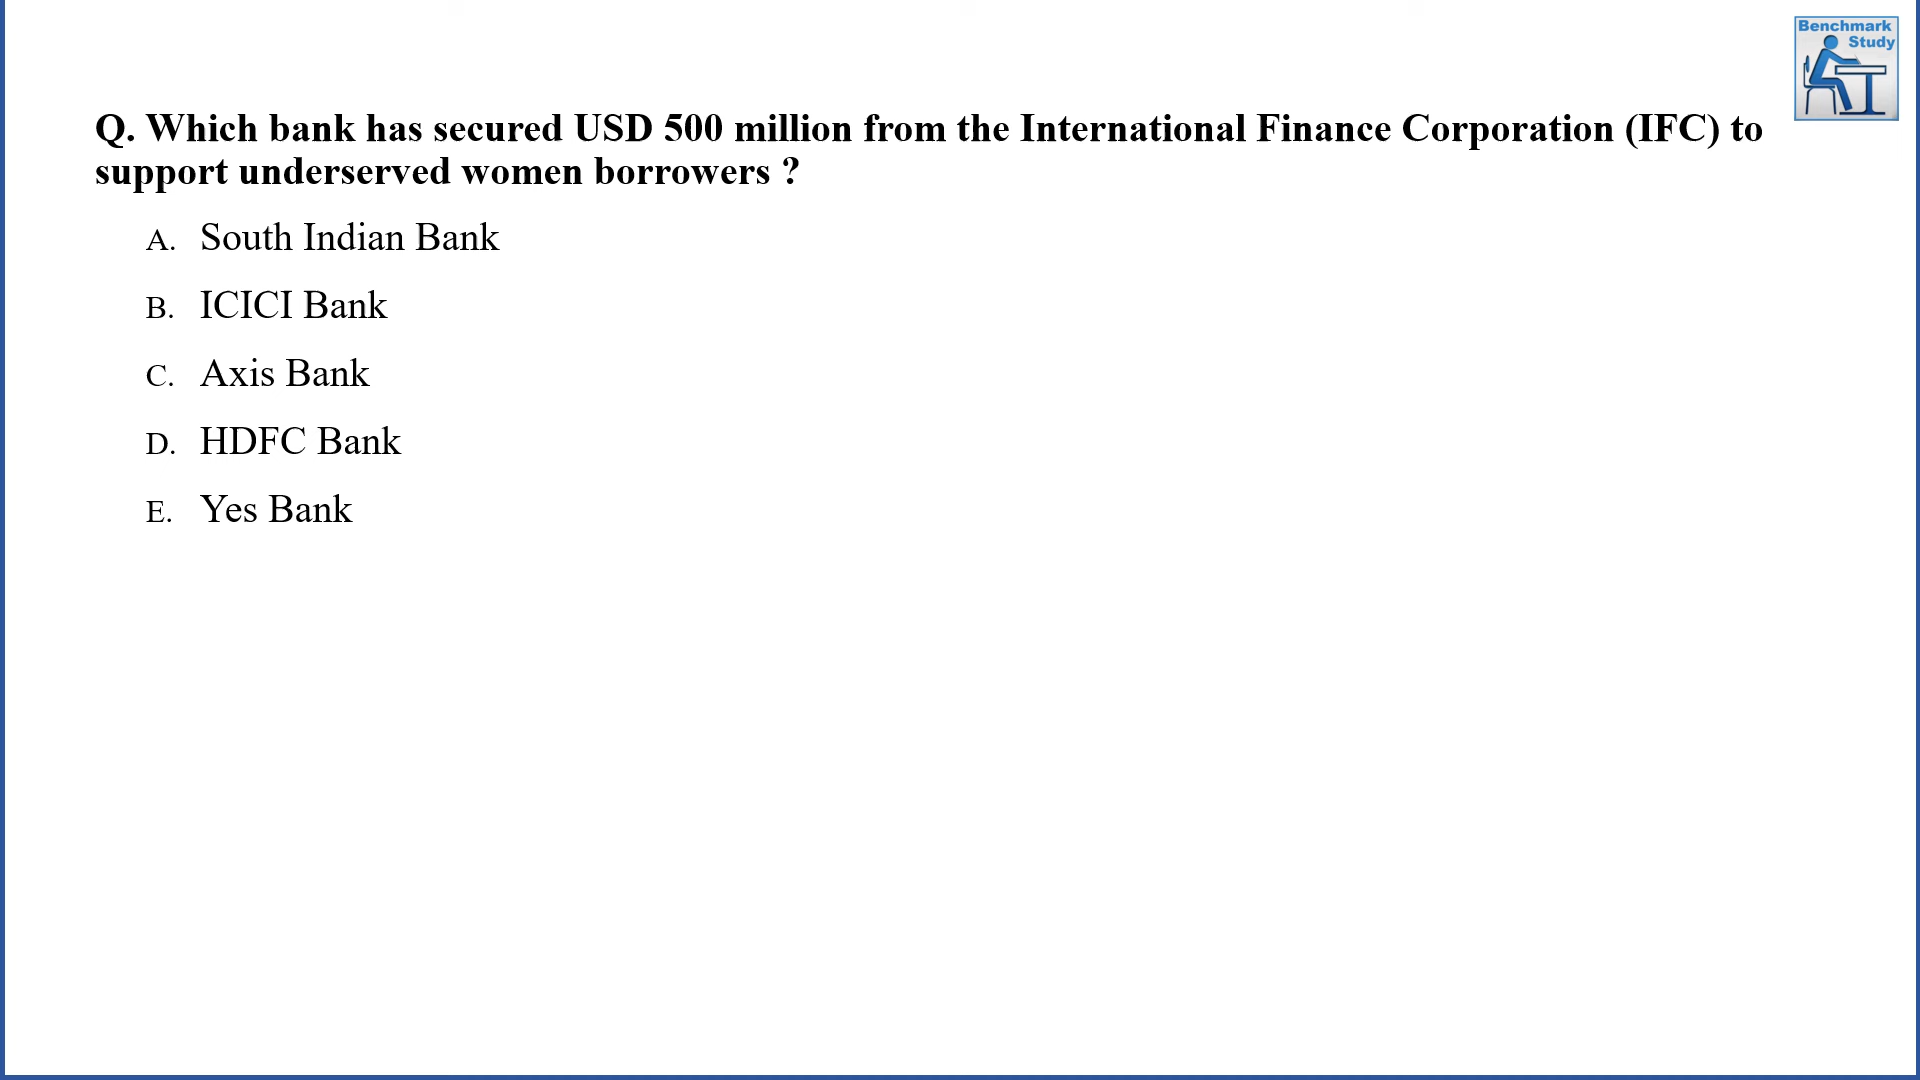 Benchmark
Study
Q. Which bank has secured USD 500 million from the International Finance Corporation (IFC) to
support underserved women borrowers ?
A. South Indian Bank
B. ICICI Bank
C. Axis Bank
D. HDFC Bank
E. Yes Bank